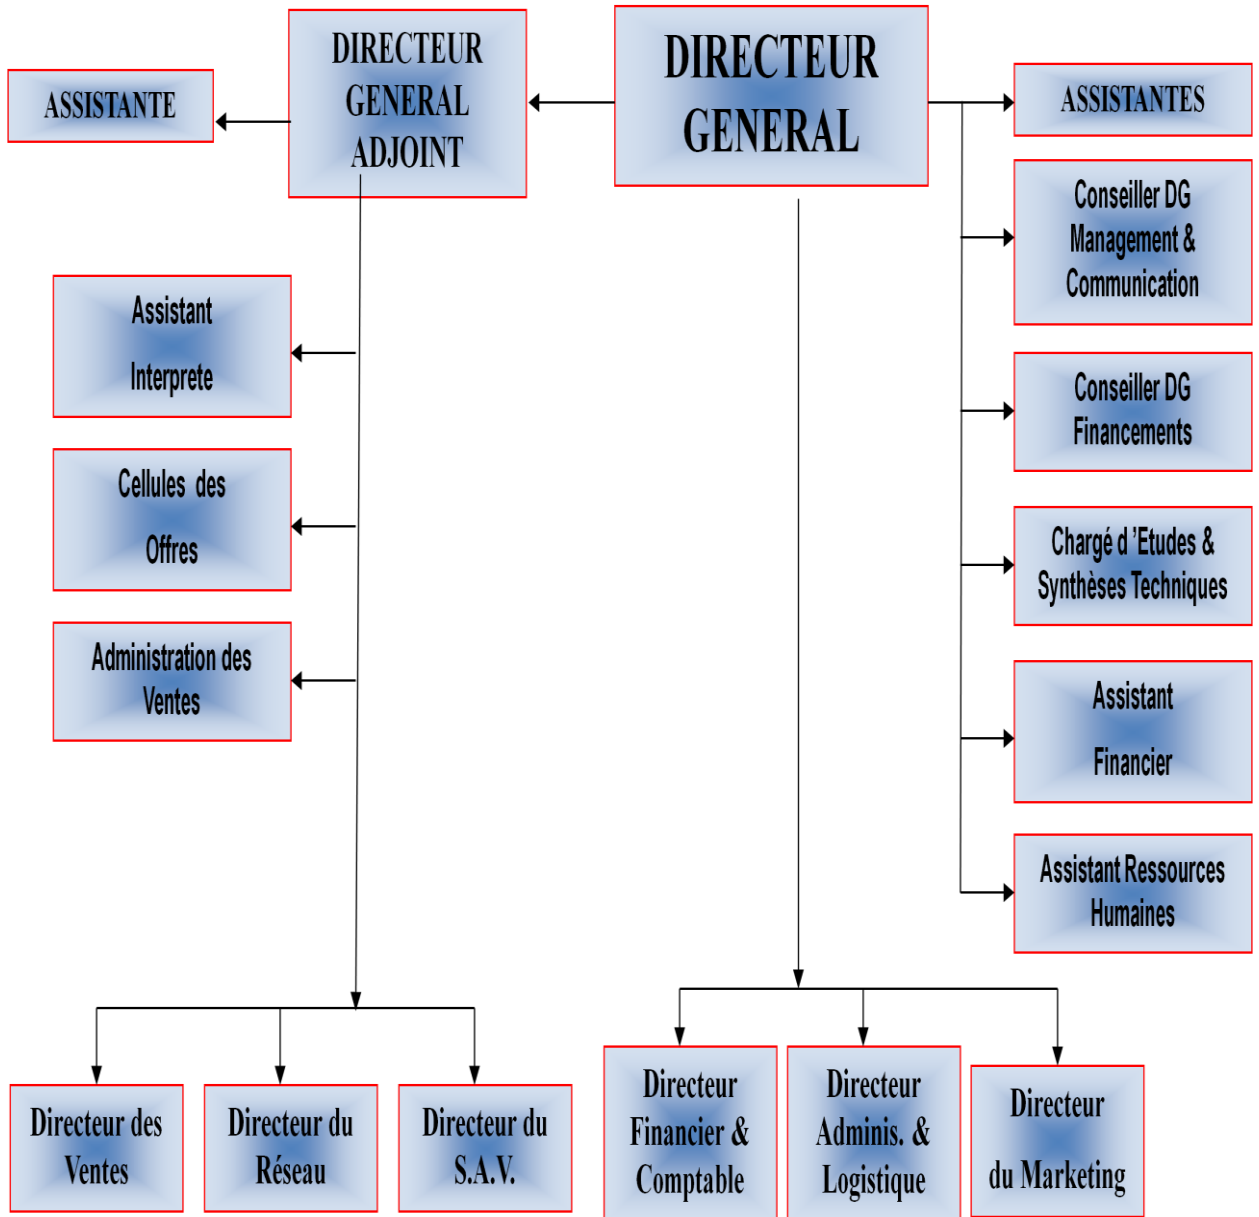 DIRECTEUR
GENERAL
ADJOINT
DIRECTEUR
GENERAL
ASSISTANTE
ASSISTANTES
Conseiller DG
Management &
Communication
Assistant
Interprete
Conseiller DG
Financements
Cellules des
Offres
Chargé d ’Etudes &
Synthèses Techniques
Administration des
Ventes
Assistant
Financier
Assistant Ressources
Humaines
Directeur des
Ventes
Directeur du
Réseau
Directeur du
S.A.V.
Directeur
Financier &
Comptable
Directeur
Adminis. &
Logistique
Directeur
du Marketing